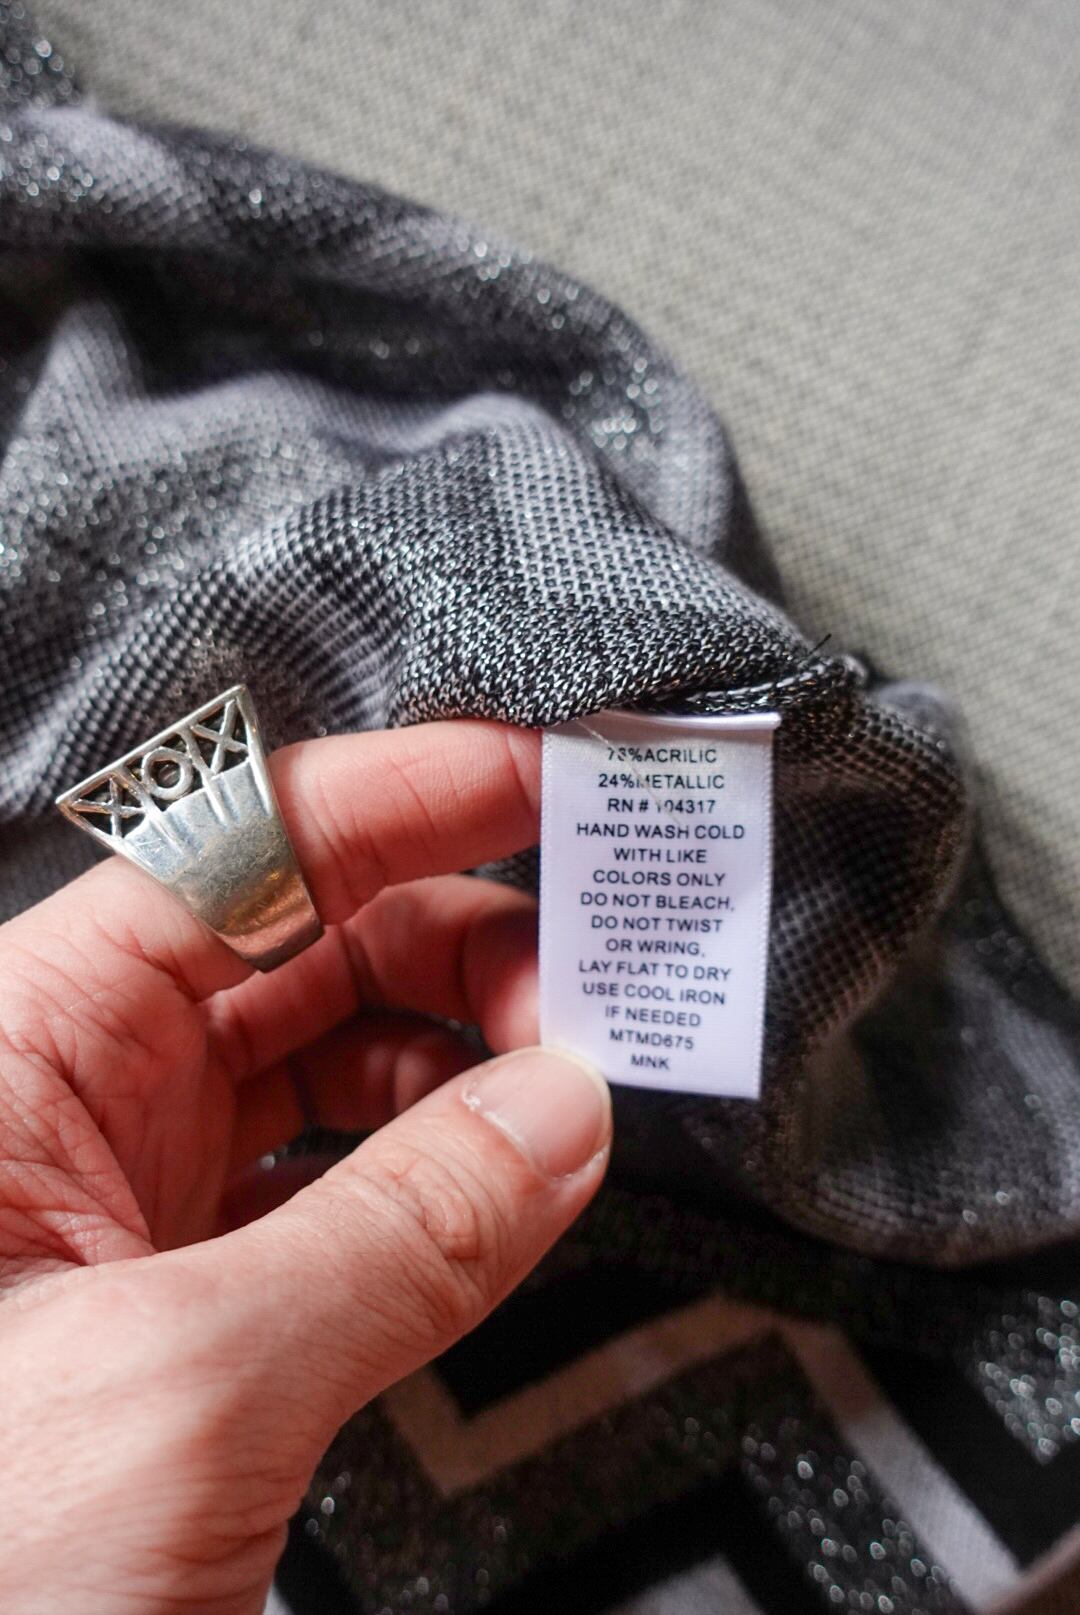 73%ACRILIC
24%METALLIC
RN # 104317
HAND WASH COLD
WITH LIKE
COLORS ONLY
DO NOT BLEACH,
DO NOT TWIST
OR WRING,
LAY FLAT TO DRY
USE COOL IRON
IF NEEDED
MTMD675
MNK
XOX